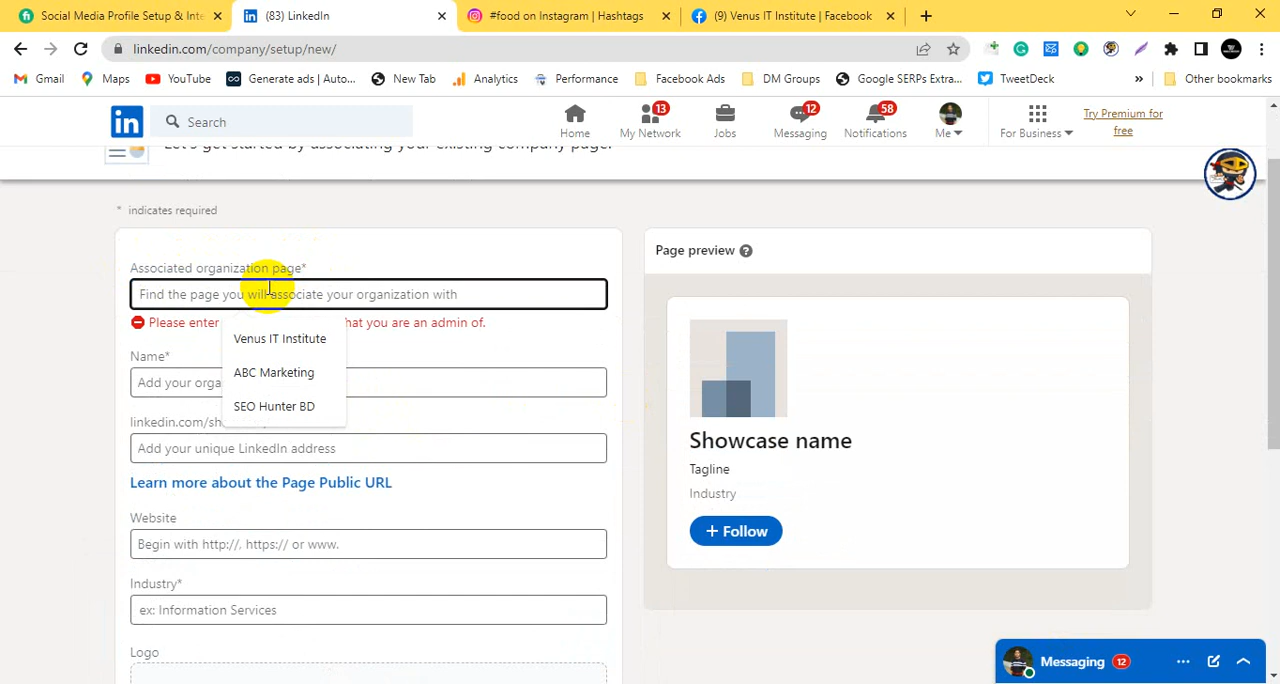 Social Media Profile Setup & Inte
(83) LinkedIn
#food on Instagram | Hashtags
(9) Venus IT Institute | Facebook
linkedin.com/company/setup/new/
Gmail
Maps
YouTube
Generate ads | Auto...
New Tab
Analytics
Performance
Facebook Ads
DM Groups
Google SERPs Exra...
TweetDeck
»
Other bookmarks
in
Search
Home
13
My Network
Jobs
12
Messaging
58
Notifications
Me
For Business
Try Premium for
free
Let's get started by associating your existing company page.
* indicates required
Associated organization page*
Find the page you will associate your organization with
Please enter
that you are an admin of.
Venus IT Institute
ABC Marketing
SEO Hunter BD
Name*
Add your orga
linkedin.com/sh
Add your unique LinkedIn address
Learn more about the Page Public URL
Website
Begin with http://, https:// or www.
Industry*
ex: Information Services
Logo
Page preview ?
Showcase name
Tagline
Industry
+ Follow
Messaging 12